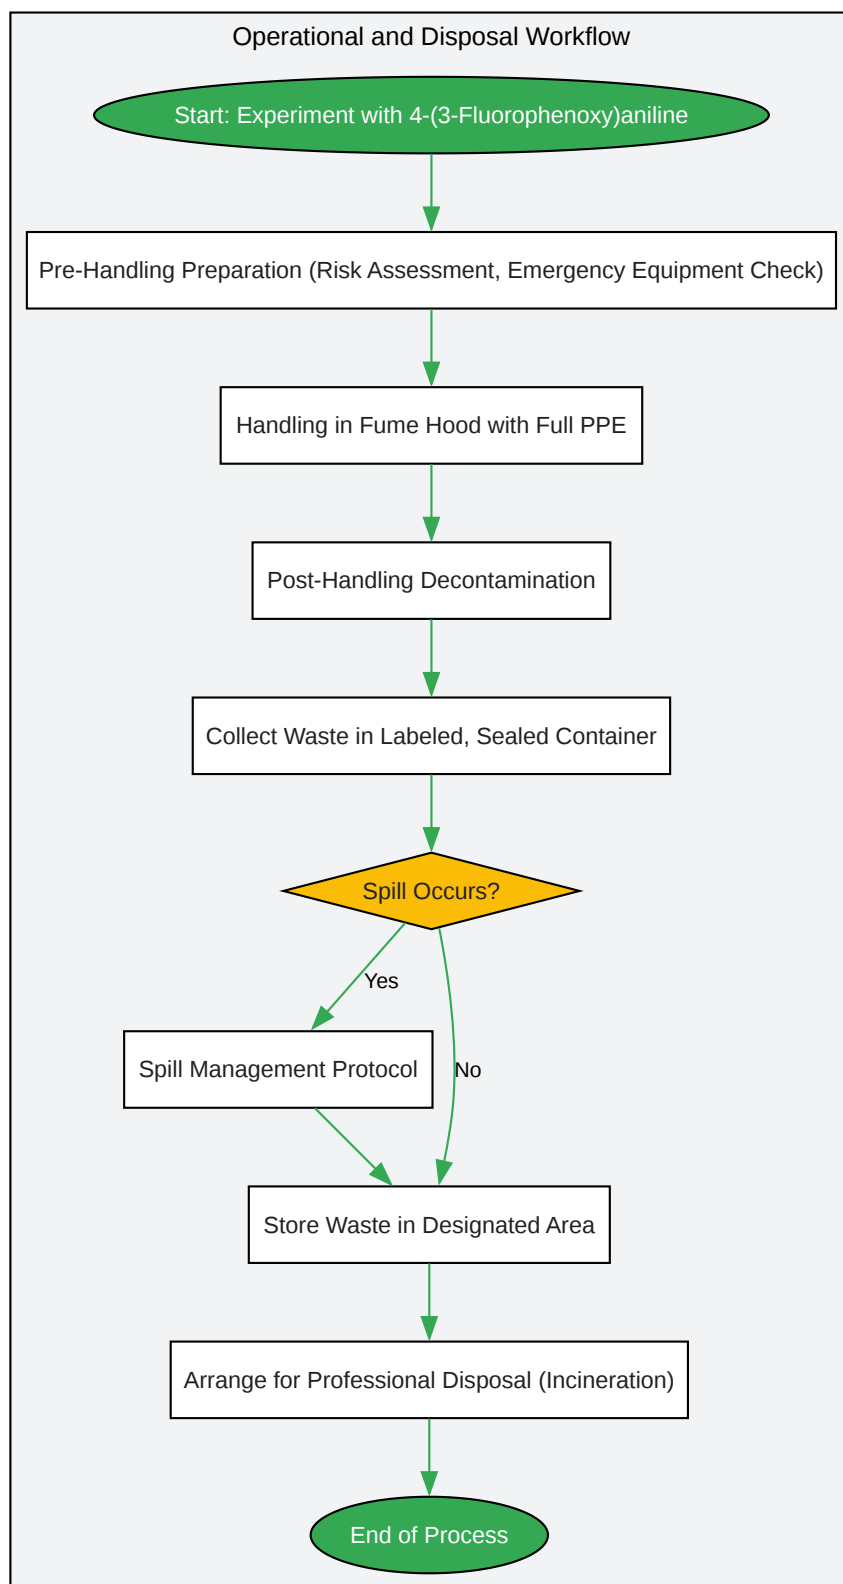 Operational and Disposal Workflow
Start: Experiment with 4-(3-Fluorophenoxy)aniline
Pre-Handling Preparation (Risk Assessment, Emergency Equipment Check)
Handling in Fume Hood with Full PPE
Post-Handling Decontamination
Collect Waste in Labeled, Sealed Container
Spill Occurs?
Yes
Spill Management Protocol
No
Store Waste in Designated Area
Arrange for Professional Disposal (Incineration)
End of Process